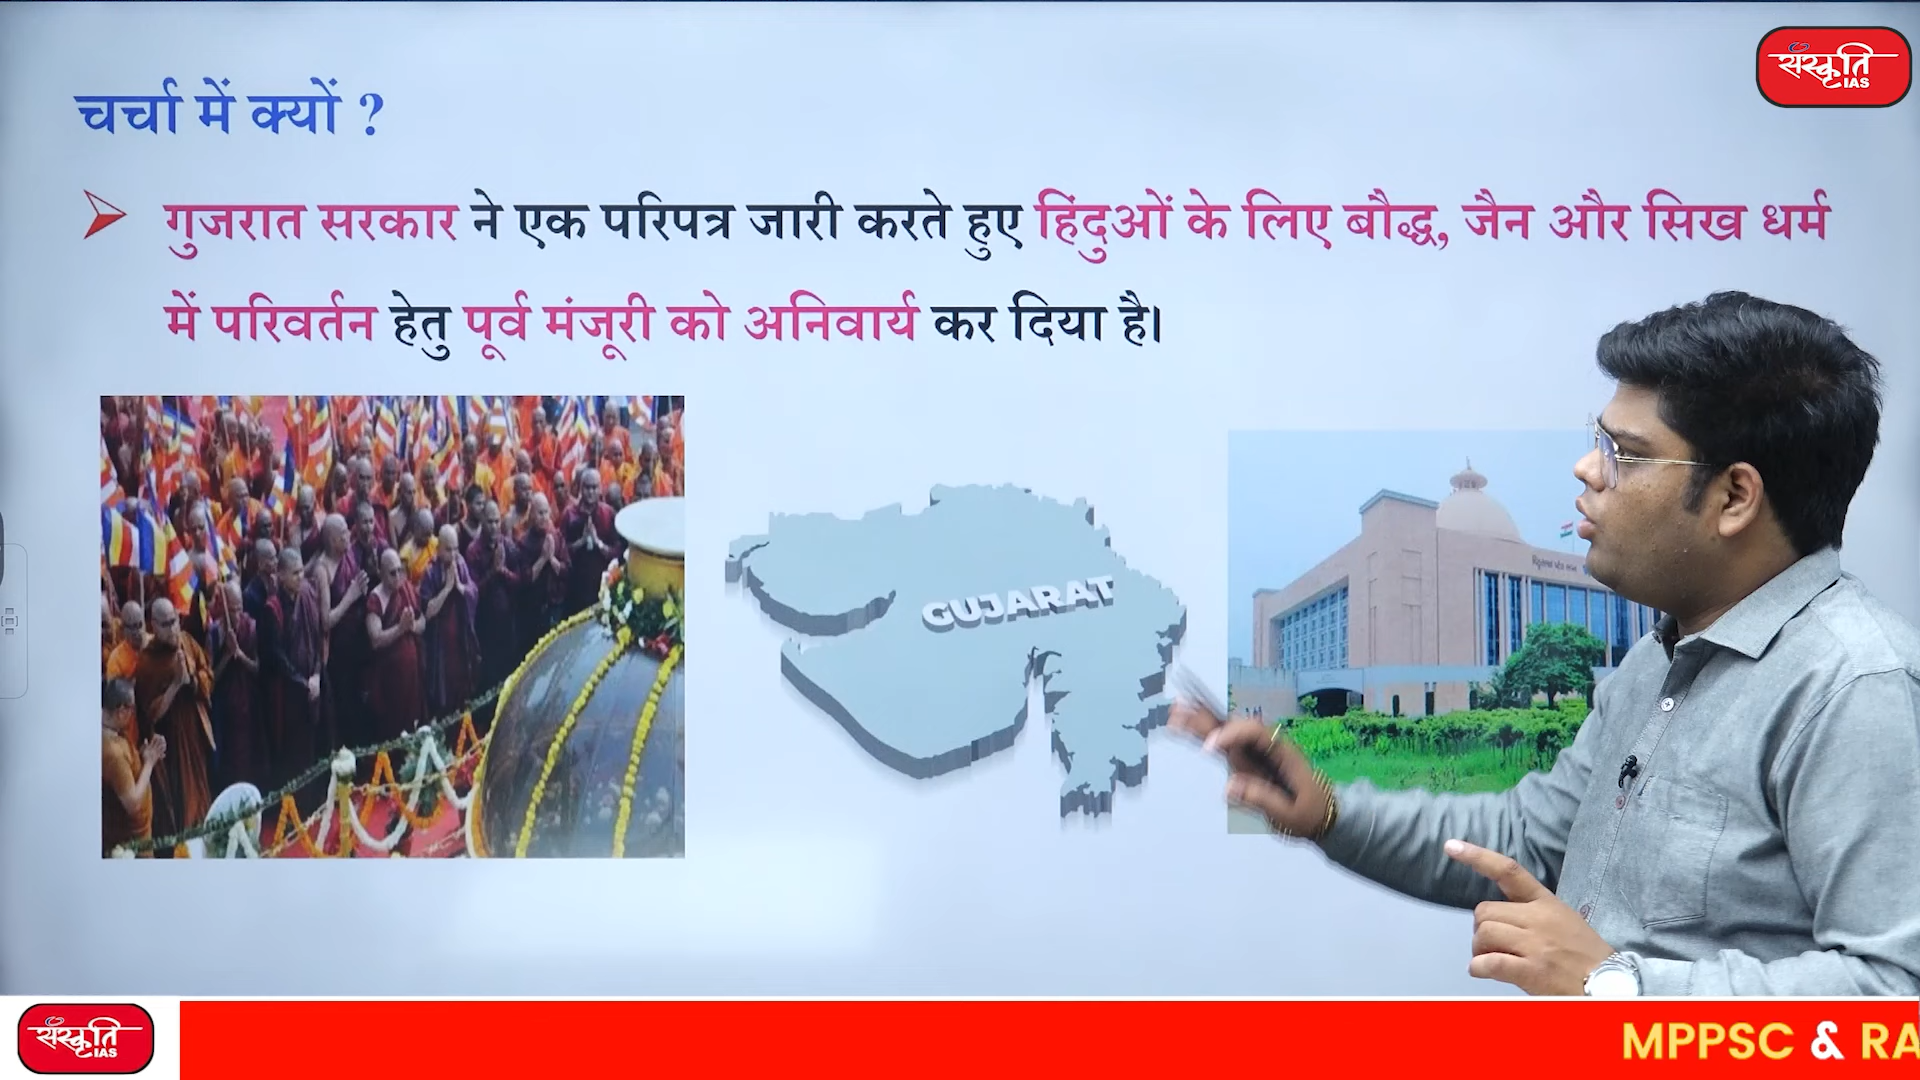 संस्कृति
IAS
चर्चा में क्यों ?
गुजरात सरकार ने एक परिपत्र जारी करते हुए हिंदुओं के लिए बौद्ध, जैन और सिख धर्म
में परिवर्तन हेतु पूर्व मंजूरी को अनिवार्य कर दिया है।
GUJARAT
संस्कृति
IAS
MPPSC & RA